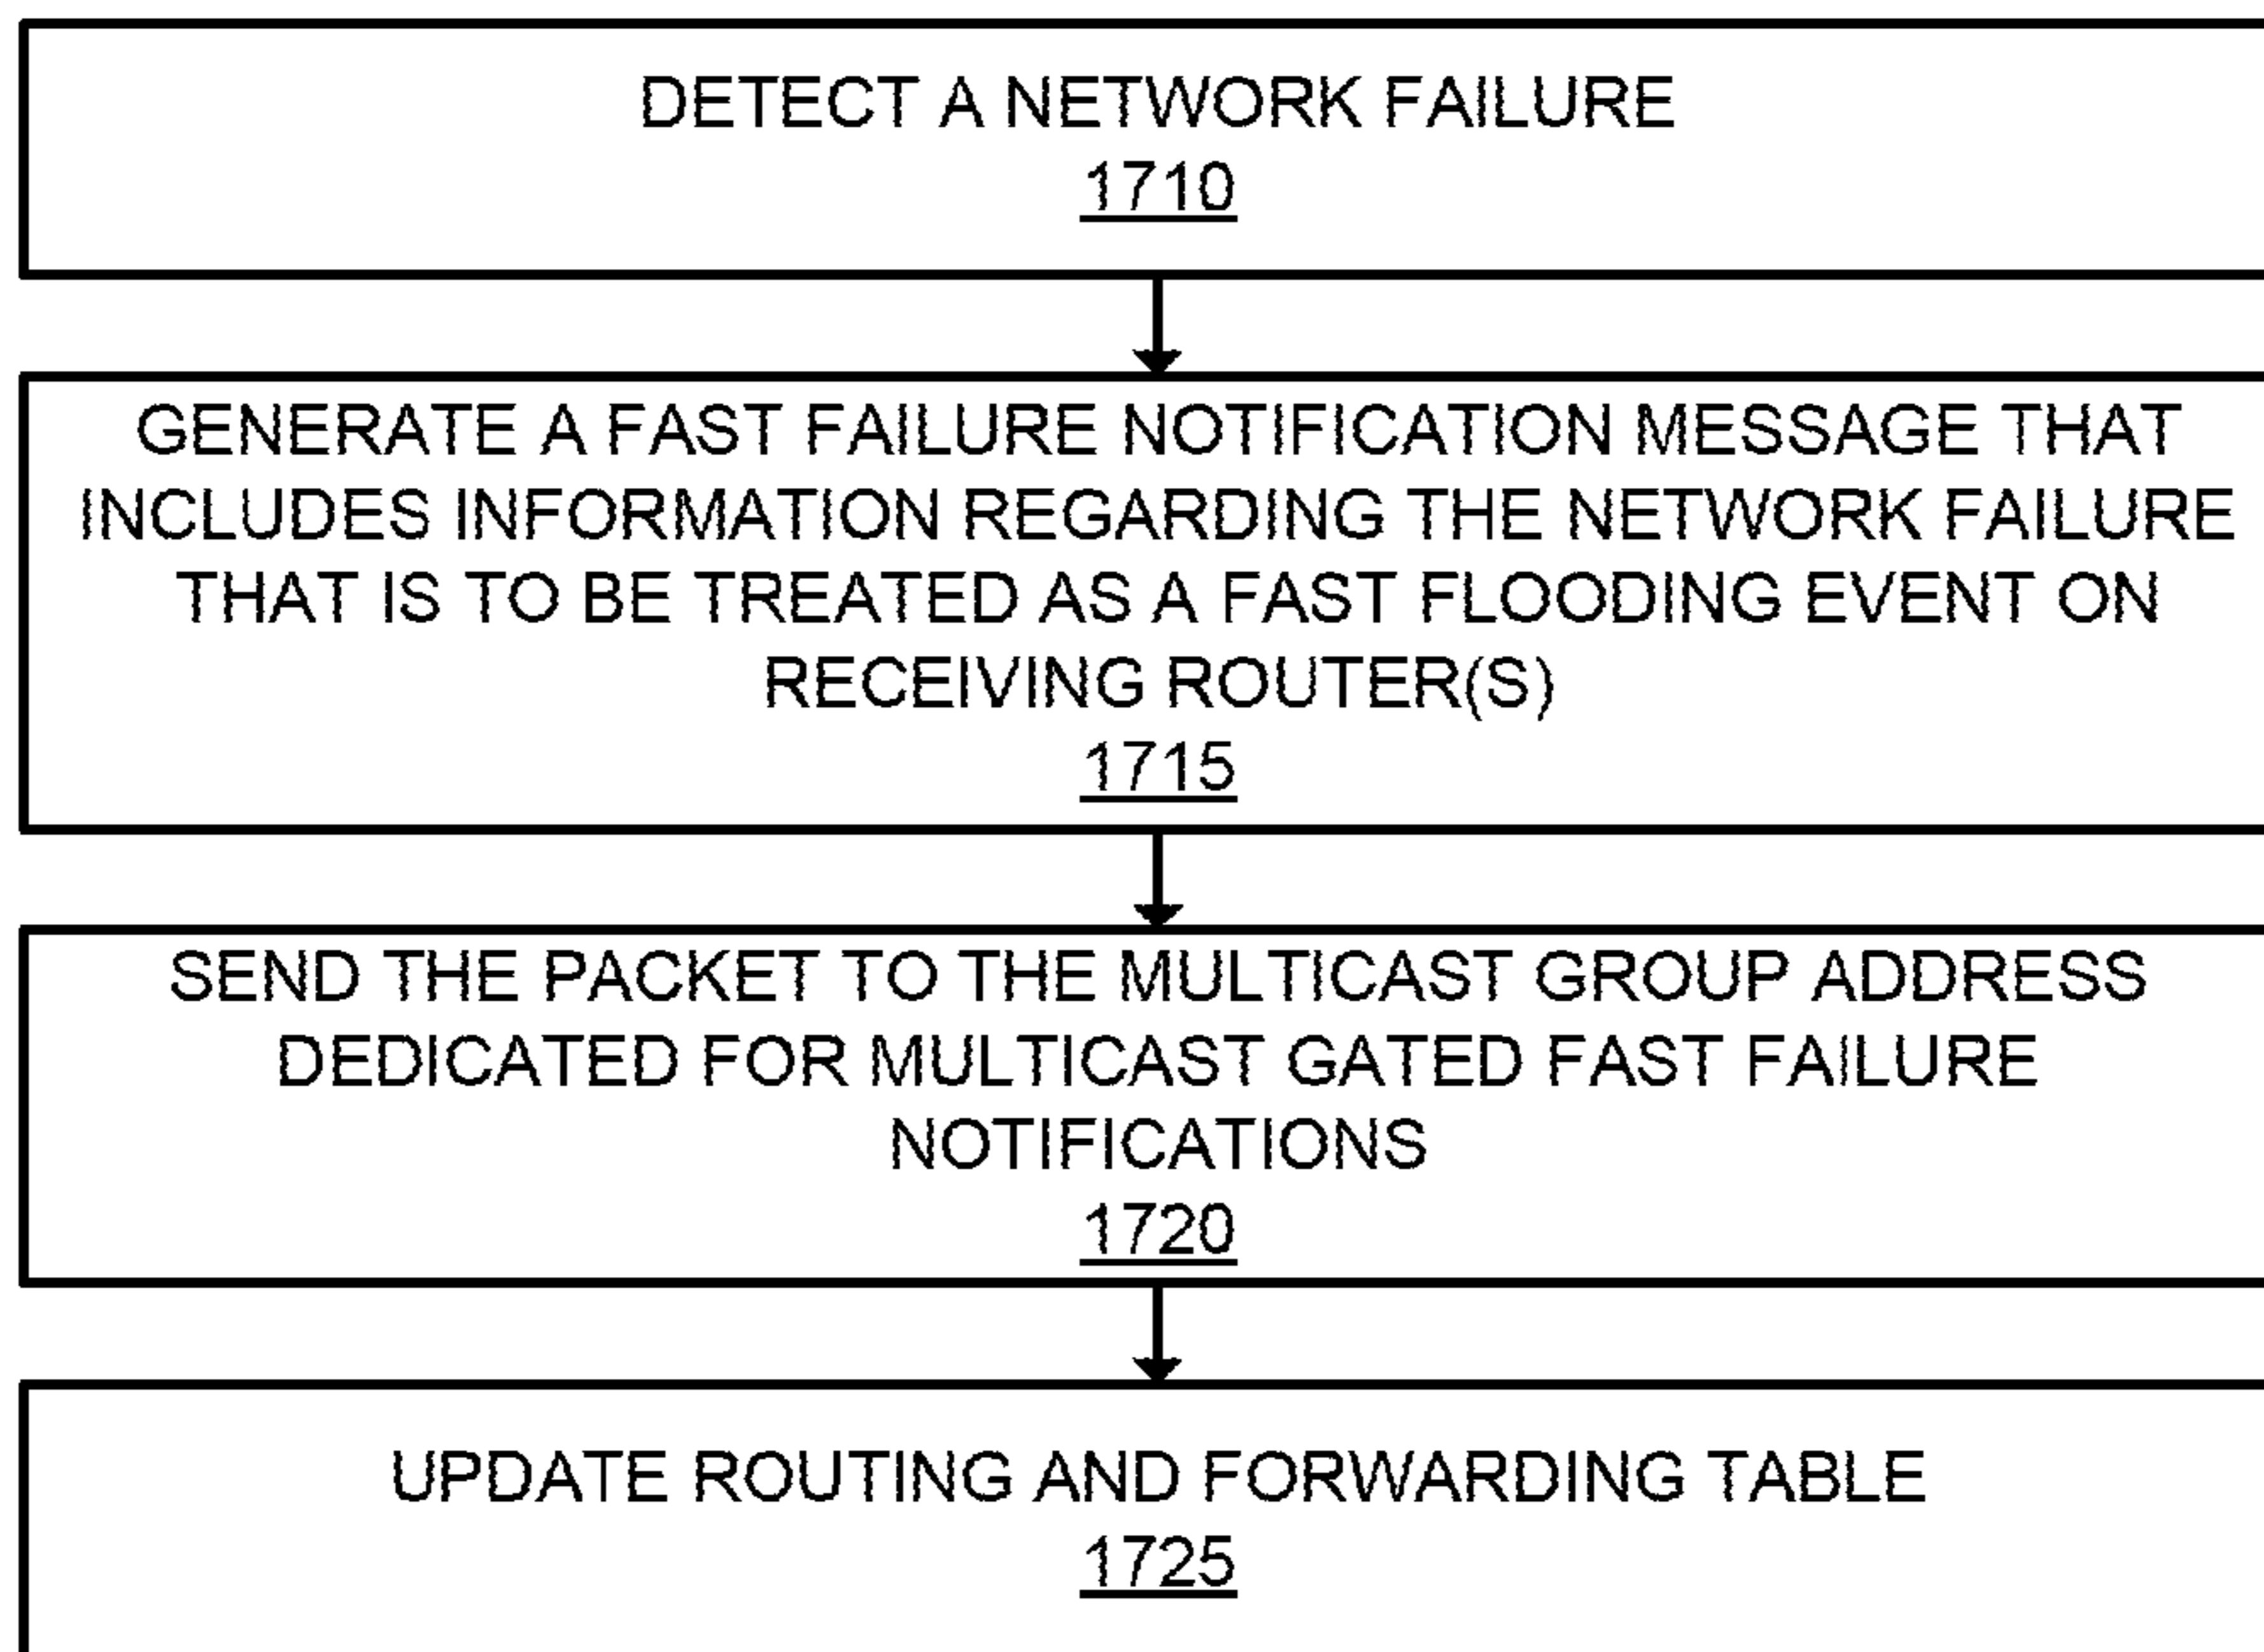 DETECT A NETWORK FAILURE
1710
GENERATE A FAST FAILURE NOTIFICATION MESSAGE THAT
INCLUDES INFORMATION REGARDING THE NETWORK FAILURE
THAT IS TO BE TREATED AS A FAST FLOODING EVENT ON
RECEIVING ROUTER(S)
1715
SEND THE PACKET TO THE MULTICAST GROUP ADDRESS
DEDICATED FOR MULTICAST GATED FAST FAILURE
NOTIFICATIONS
1720
UPDATE ROUTING AND FORWARDING TABLE
1725